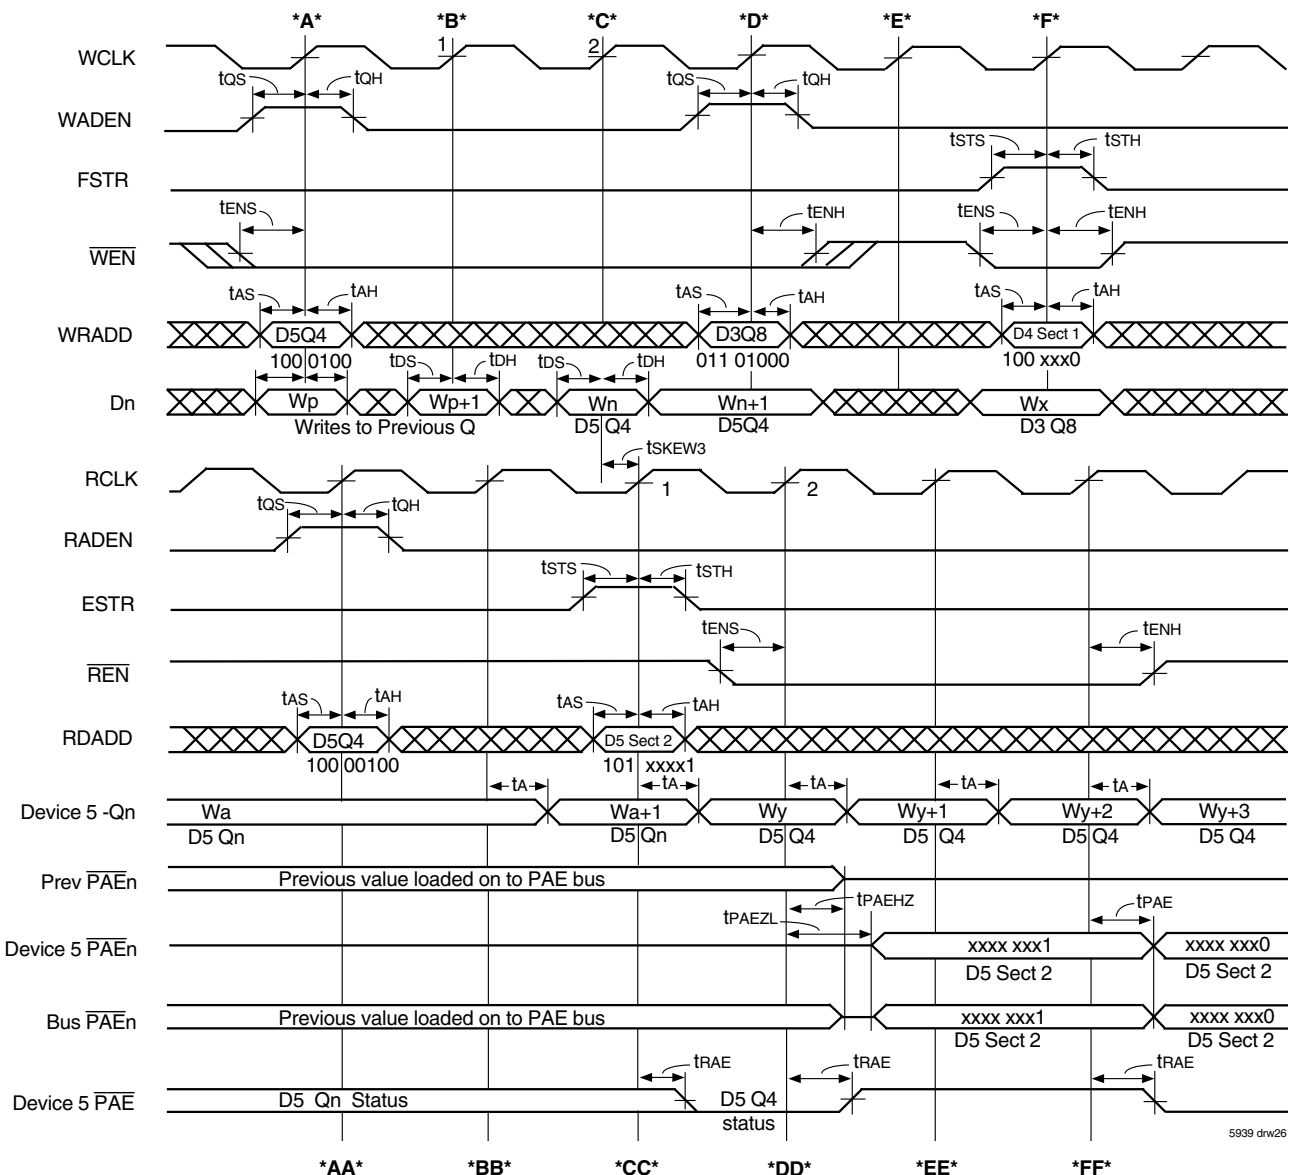 *A* *B* *C* *D* *E* *F*
WCLK 1 2
tQS tQH tQS tQH
WADEN
tSTS tSTH
FSTR
tENS tENH tENS tENH
WEN
tAS tAH tAS tAH tAS tAH
WRADD D5Q4 D3Q8 D4 Sect 1
100 0100 tDS tDH tDS tDH 011 01000 100 xxx0
Dn Wp Wp+1 Wn Wn+1 Wx
Writes to Previous Q D5 Q4 D5Q4 D3 Q8
tSKEW3
RCLK 1 2
tQS tQH
RADEN
tSTS tSTH
ESTR
tENS tENH
REN
tAS tAH tAS tAH
RDADD D5Q4 D5 Sect 2
100 00100 101 xxxx1
tA tA tA tA tA
Device 5 -Qn Wa Wa+1 Wy Wy+1 Wy+2 Wy+3
D5 Qn D5 Qn D5 Q4 D5 Q4 D5 Q4 D5 Q4
Prev PAEn Previous value loaded on to PAE bus
tPAEHZ tPAE
tPAEZL
Device 5 PAEn xxxx xxx1 xxxx xxx0
D5 Sect 2 D5 Sect 2
Bus PAEn Previous value loaded on to PAE bus xxxx xxx1 xxxx xxx0
D5 Sect 2 D5 Sect 2
tRAE tRAE tRAE
Device 5 PAE D5 Qn Status D5 Q4
status
5939 drw26
*AA* *BB* *CC* *DD* *EE* *FF*